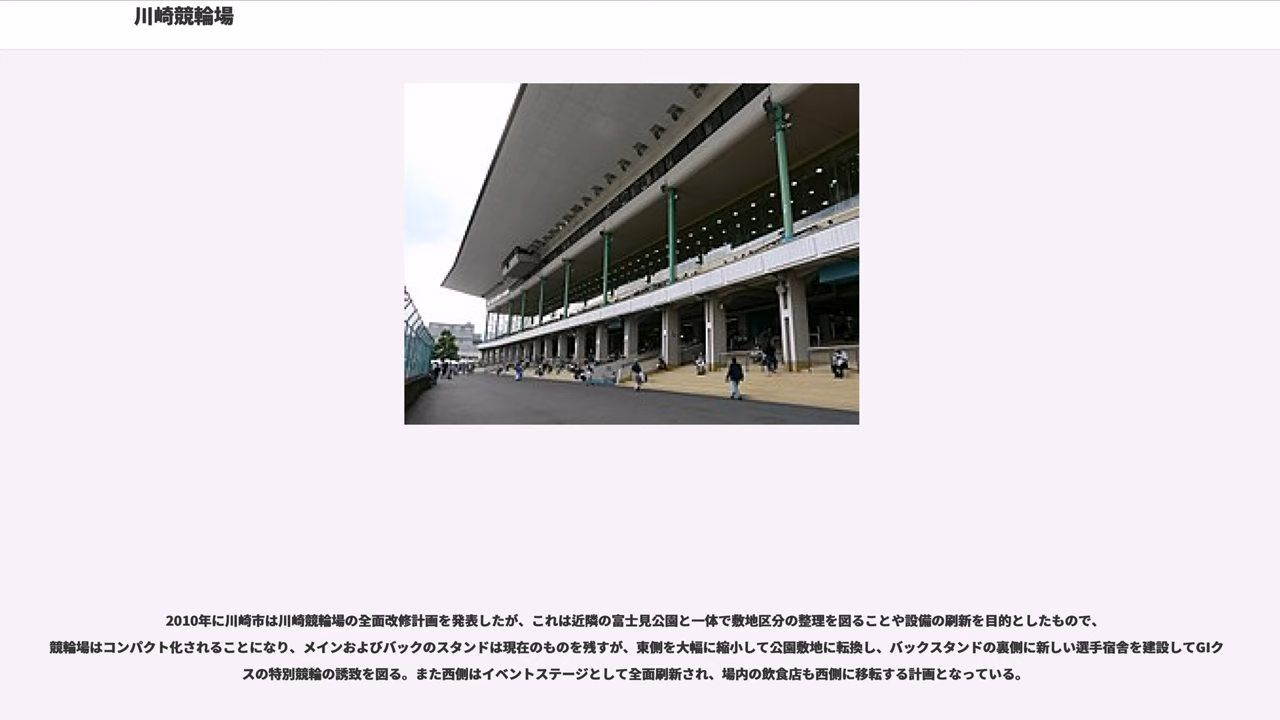 川崎競輪場
2010年に川崎市は川崎競輪場の全面改修計画を発表したが、これは近隣の富士見公園と一体で敷地区分の整理を図ることや設備の刷新を目的としたもので、
競輪場はコンパクト化されることになり、メインおよびバックのスタンドは現在のものを残すが、東側を大幅に縮小して公園敷地に転換し、バックスタンドの裏側に新しい選手宿舎を建設してGIク
スの特別競輪の誘致を図る。また西側はイベントステージとして全面刷新され、場内の飲食店も西側に移転する計画となっている。